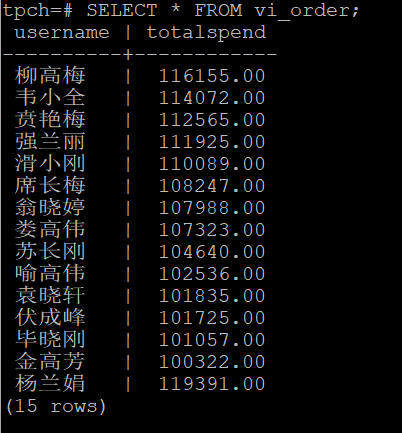 tpch=# SELECT * FROM vi_order;
username | totalspend
----------+------------
柳高梅 | 116155.00
韦小全 | 114072.00
贲艳梅 | 112565.00
强兰丽 | 111925.00
滑小刚 | 110089.00
席长梅 | 108247.00
翁晓婷 | 107988.00
娄高伟 | 107323.00
苏长刚 | 104640.00
喻高伟 | 102536.00
袁晓轩 | 101835.00
伏成峰 | 101725.00
毕晓刚 | 101057.00
金高芳 | 100322.00
杨兰娟 | 119391.00
(15 rows)